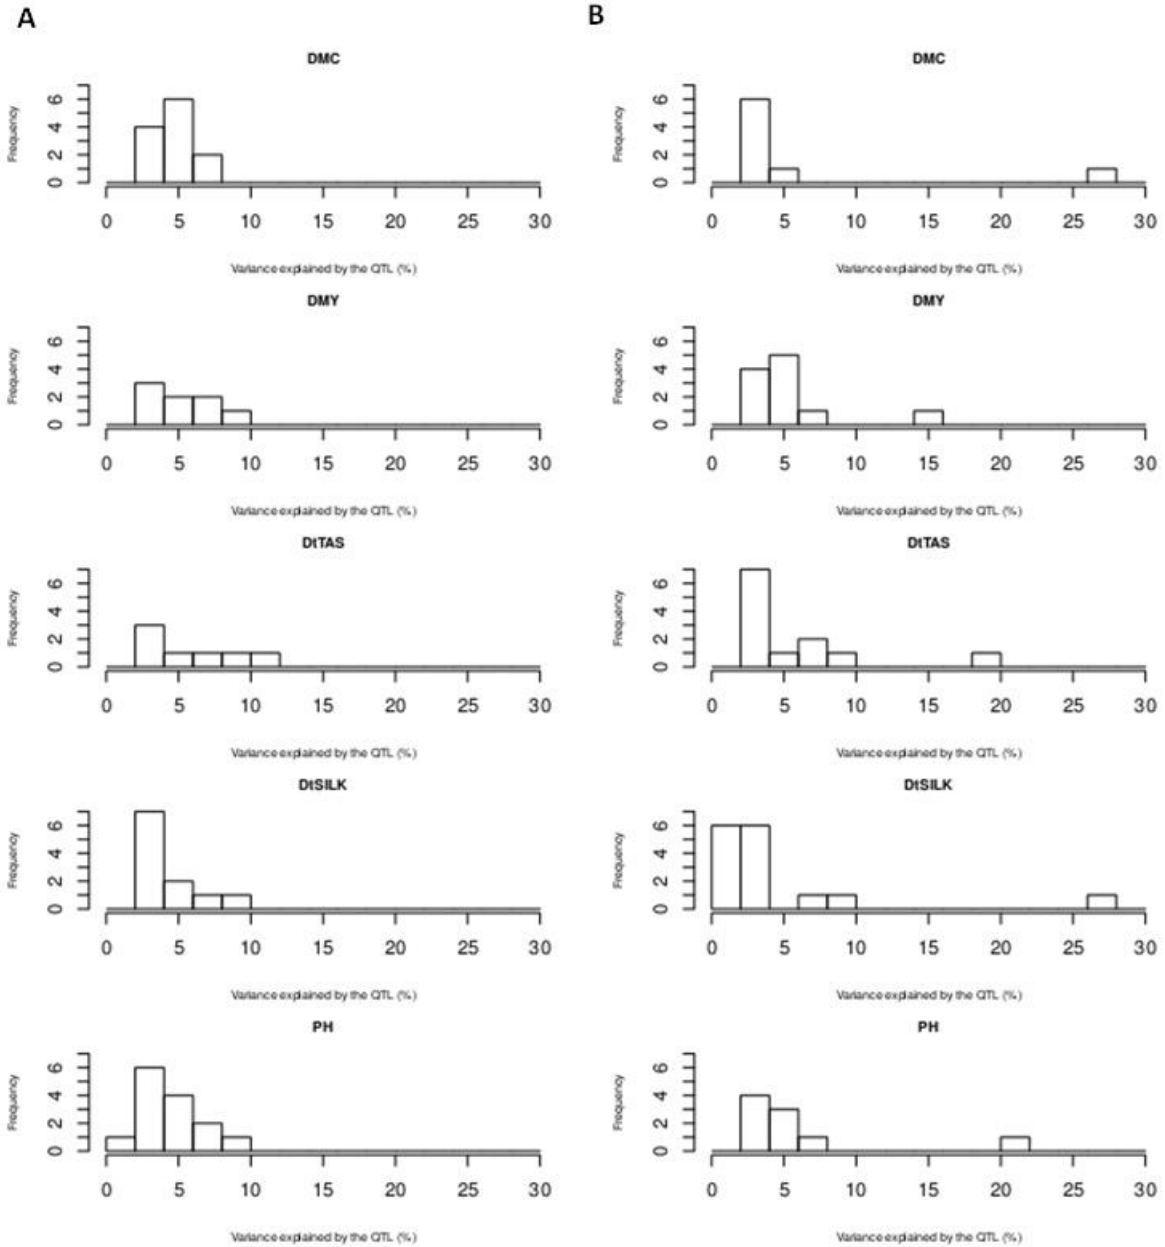 A B
DMC DMC
Frequency 0 2 4 6 Frequency 0 2 4 6
0 5 10 15 20 25 30 0 5 10 15 20 25 30
Variance explained by the QTL (%) Variance explained by the QTL (%)
DMY DMY
Frequency 0 2 4 6 Frequency 0 2 4 6
0 5 10 15 20 25 30 0 5 10 15 20 25 30
Variance explained by the QTL (%) Variance explained by the QTL (%)
DtTAS DtTAS
Frequency 0 2 4 6 Frequency 0 2 4 6
0 5 10 15 20 25 30 0 5 10 15 20 25 30
Variance explained by the QTL (%) Variance explained by the QTL (%)
DtSILK DtSILK
Frequency 0 2 4 6 Frequency 0 2 4 6
0 5 10 15 20 25 30 0 5 10 15 20 25 30
Variance explained by the QTL (%) Variance explained by the QTL (%)
PH PH
Frequency 0 2 4 6 Frequency 0 2 4 6
0 5 10 15 20 25 30 0 5 10 15 20 25 30
Variance explained by the QTL (%) Variance explained by the QTL (%)